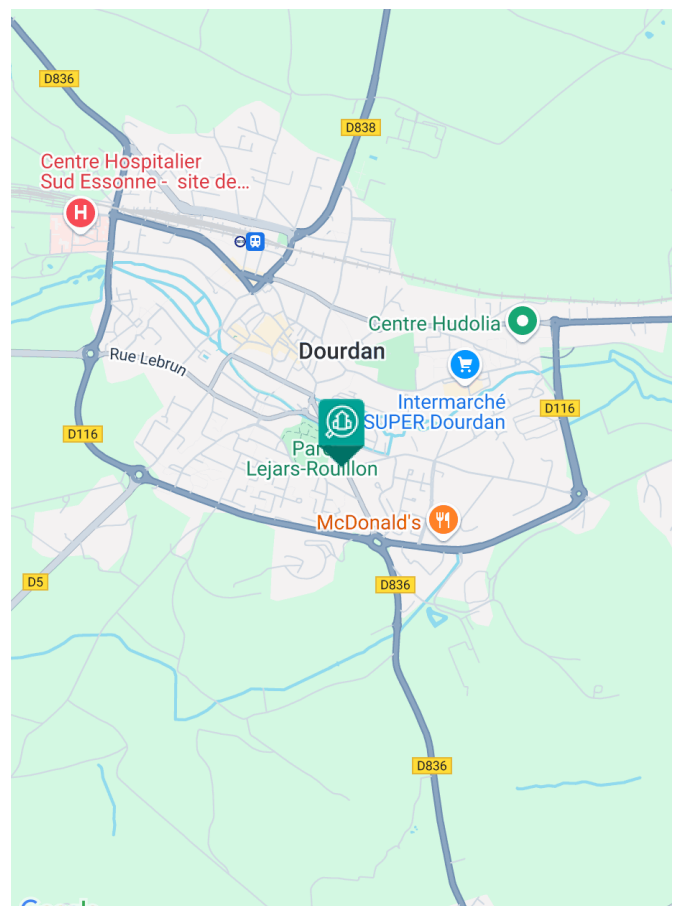 D836
D838
Centre Hospitalier
Sud Essonne - site de...
H
Centre Hudolia
Dourdan
Rue Lebrun
Intermarché
SUPER Dourdan
D116
D116
Lejars-Rouillon
McDonald's
D5
D836
D836